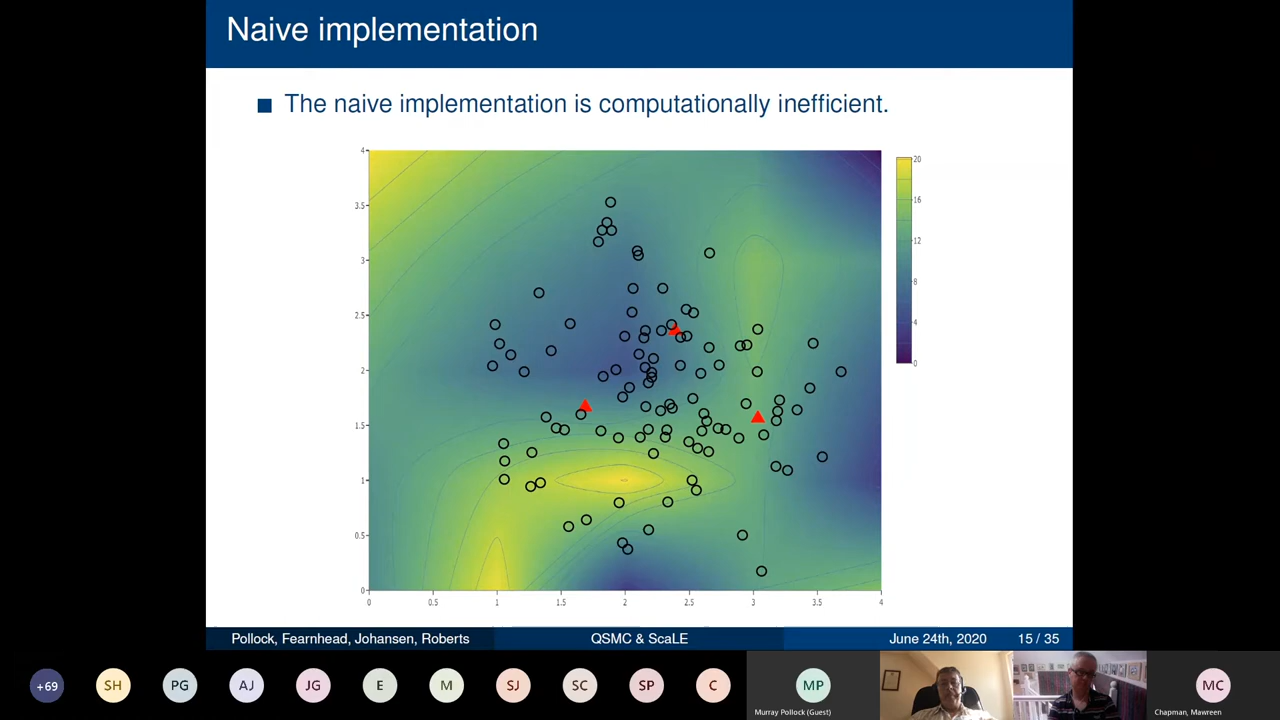 Naive implementation
The naive implementation is computationally inefficient.
4
3.5
3
2.5
2
1.5
1
0.5
0
0
0.5
1
1.5
2
2.5
3
3.5
4
20
16
12
8
4
0
Pollock, Fearnhead, Johansen, Roberts
QSMC & ScaLE
June 24th, 2020
15 / 35
+69
SH
PG
AJ
JG
E
M
SJ
SC
SP
C
MP
Murray Pollock (Guest)
MC
Chapman, Mawreen